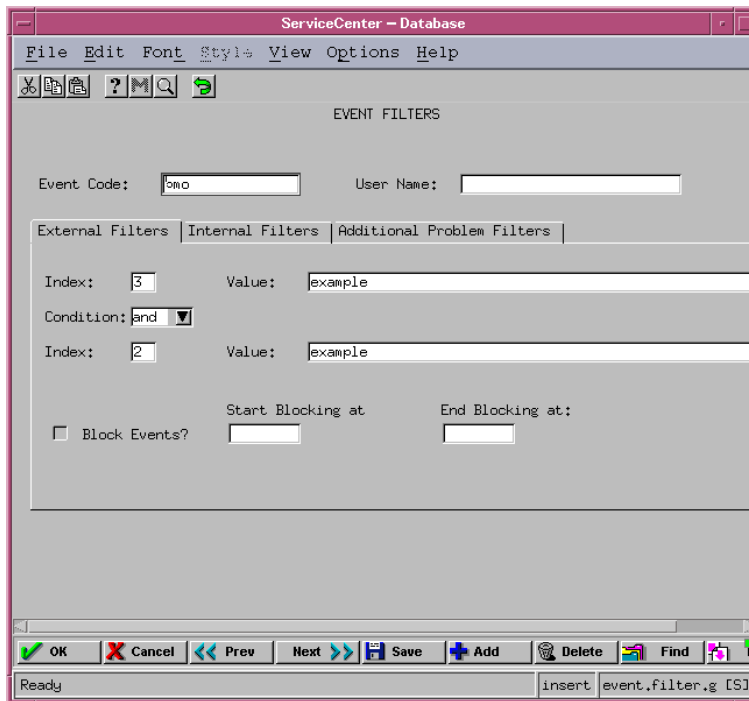 ServiceCenter – Database
File Edit Font Style View Options Help
EVENT FILTERS
Event Code: pmo User Name:
External Filters Internal Filters Additional Problem Filters
Index: 3 Value: example
Condition: and
Index: 2 Value: example
Start Blocking at End Blocking at:
Block Events?
OK Cancel Prev Next Save Add Delete Find
Ready insert event.filter.g [S]